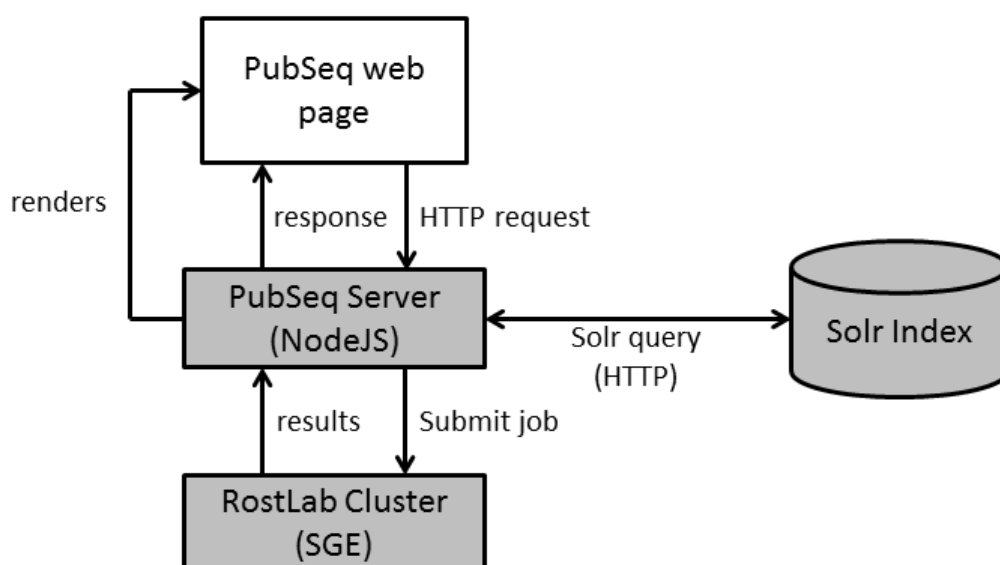 PubSeq web
page
renders
response
HTTP request
PubSeq Server
(NodeJS)
Solr query
(HTTP)
Solr Index
results
Submit job
RostLab Cluster
(SGE)